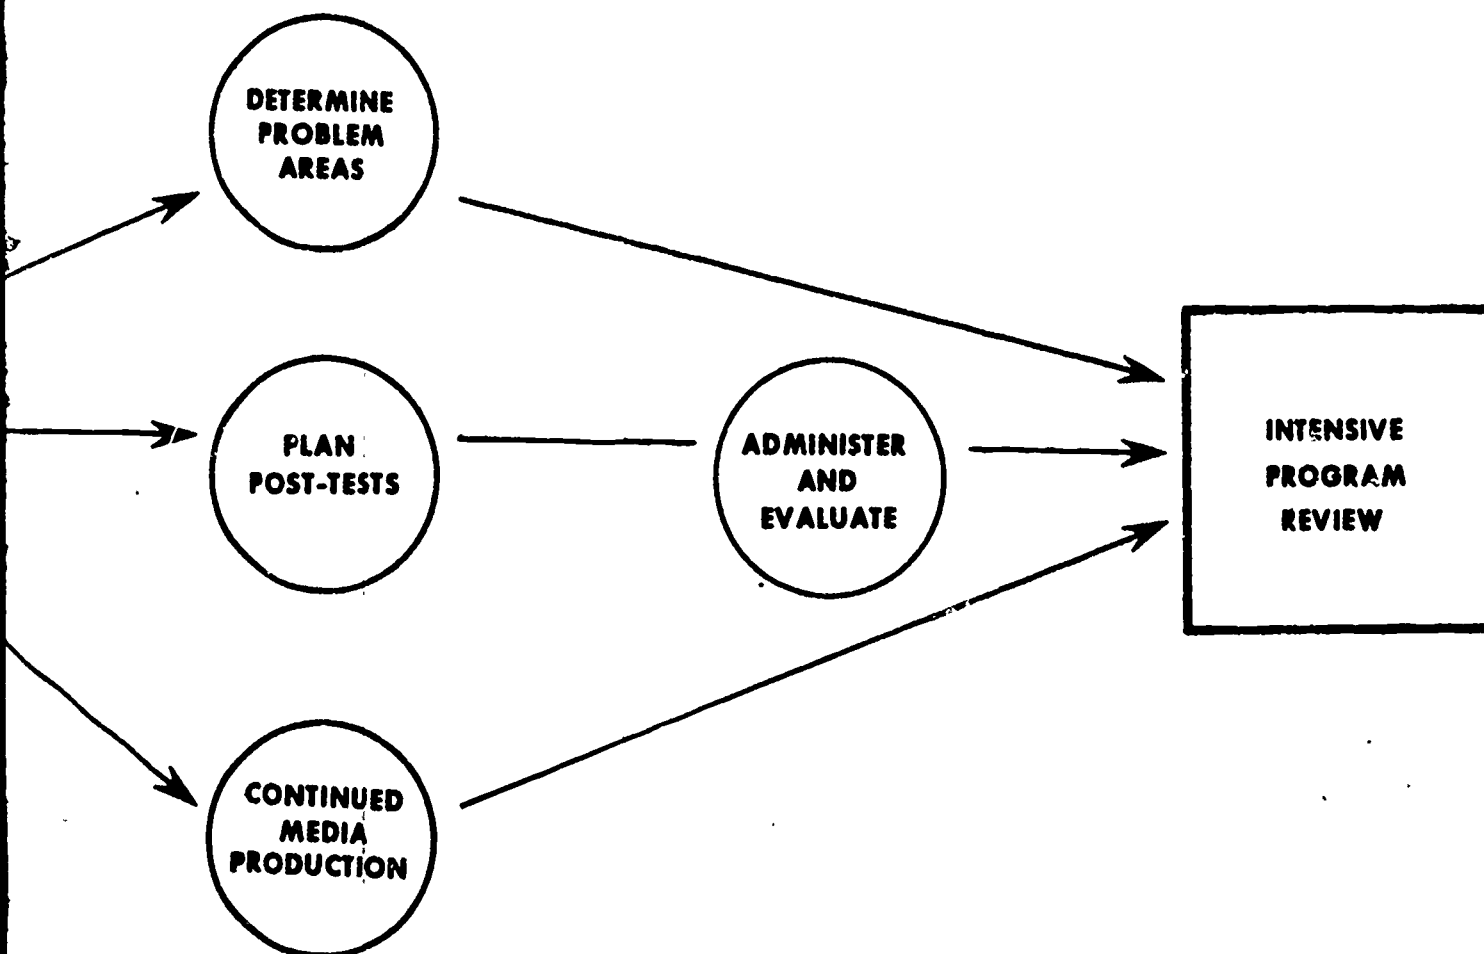 DETERMINE
PROBLEM
AREAS
PLAN
POST-TESTS
ADMINISTER
AND
EVALUATE
INTENSIVE
PROGRAM
REVIEW
CONTINUED
MEDIA
PRODUCTION